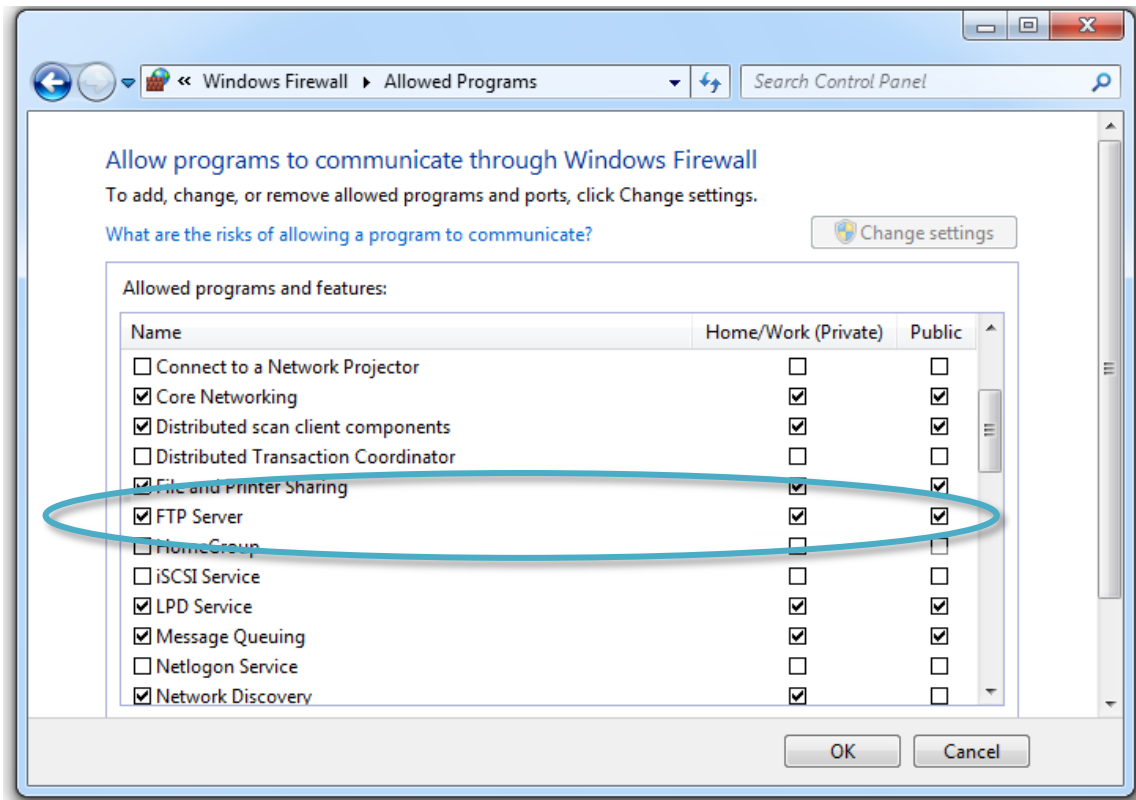 « Windows Firewall Allowed Programs Search Control Panel
Allow programs to communicate through Windows Firewall
To add, change, or remove allowed programs and ports, click Change settings.
What are the risks of allowing a program to communicate? Change settings
Allowed programs and features:
Name Home/Work (Private) Public
Connect to a Network Projector
Core Networking
Distributed scan client components
Distributed Transaction Coordinator
File and Printer Sharing
FTP Server
HomeGroup
iSCSI Service
LPD Service
Message Queuing
Netlogon Service
Network Discovery
OK Cancel